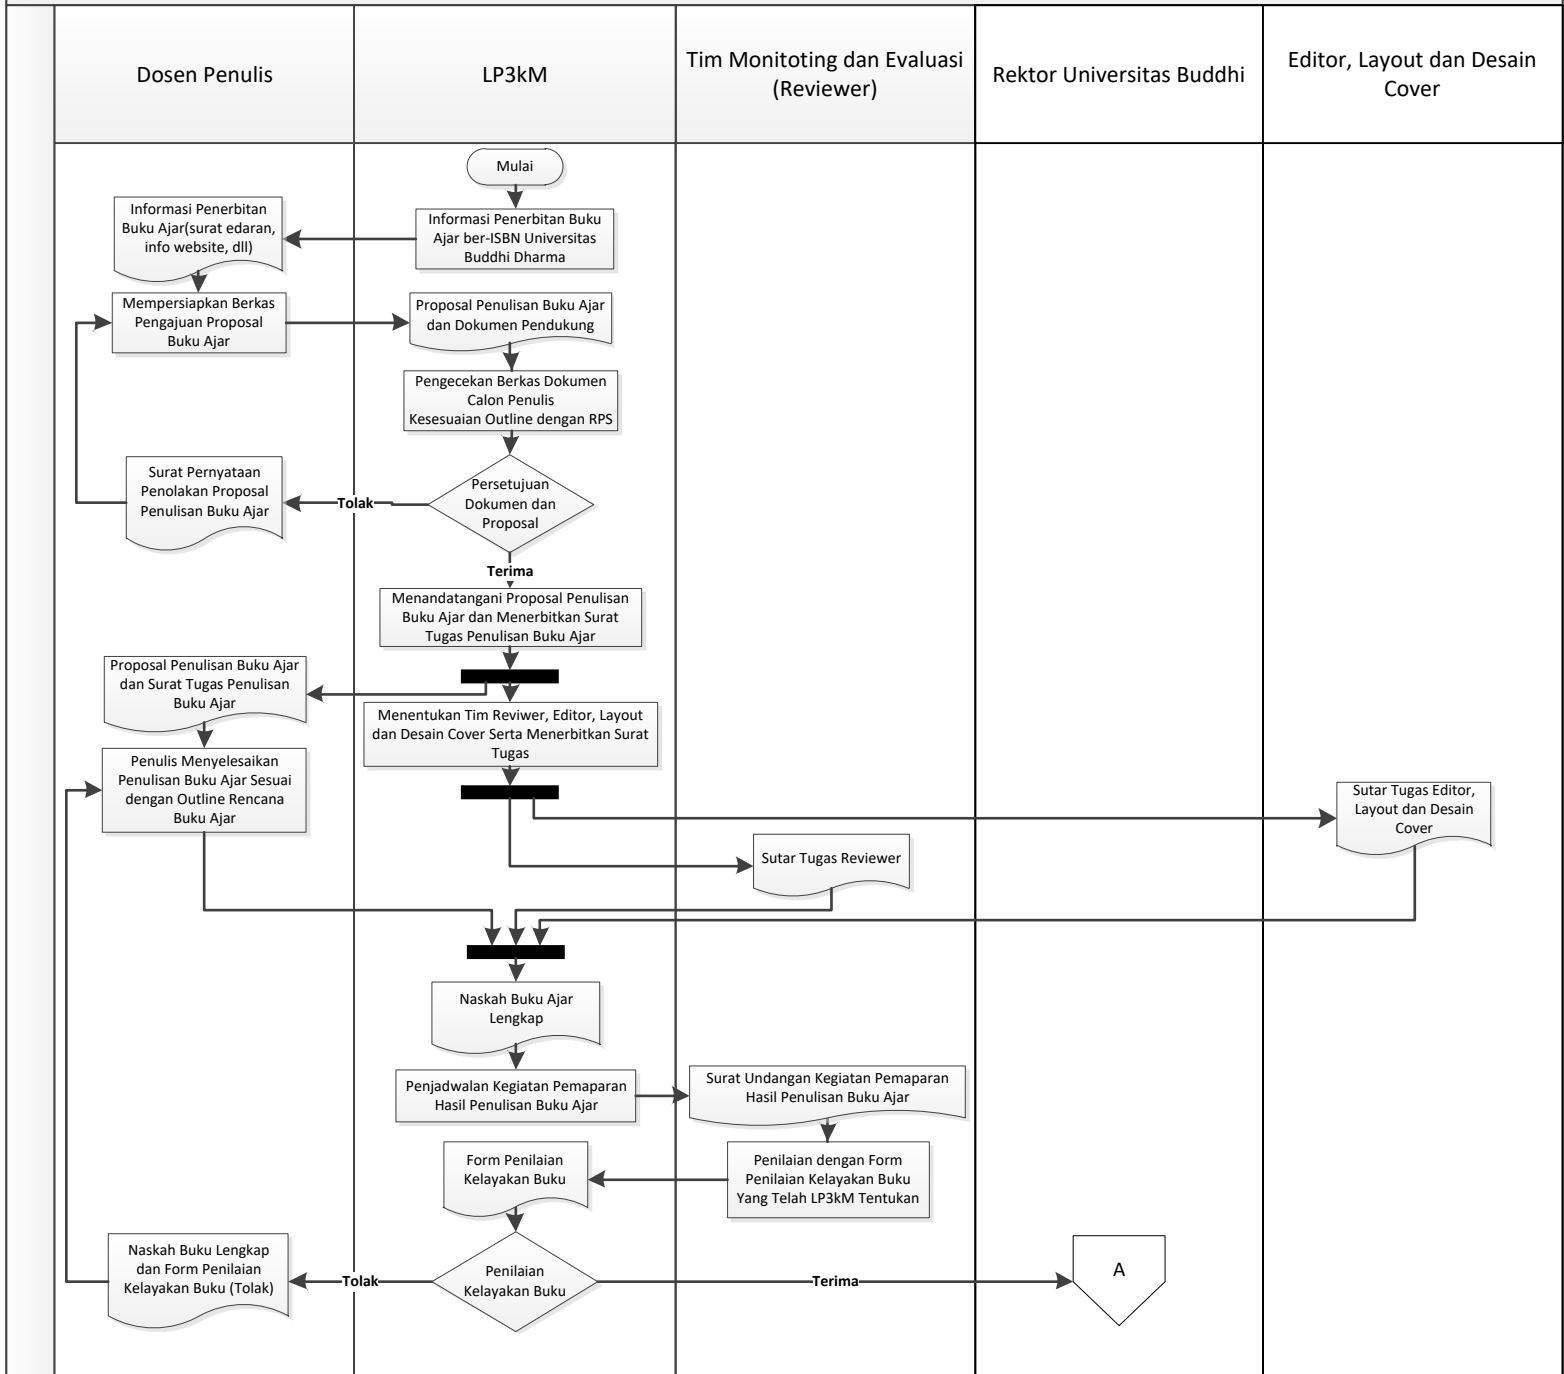 Dosen Penulis
LP3kM
Tim Monitoting dan Evaluasi
(Reviewer)
Rektor Universitas Buddhi
Editor, Layout dan Desain
Cover
Mulai
Informasi Penerbitan
Buku Ajar(surat edaran,
info website, dll)
Informasi Penerbitan Buku
Ajar ber-ISBN Universitas
Buddhi Dharma
Mempersiapkan Berkas
Pengajuan Proposal
Buku Ajar
Proposal Penulisan Buku Ajar
dan Dokumen Pendukung
Pengecekan Berkas Dokumen
Calon Penulis
Kesesuaian Outline dengan RPS
Surat Pernyataan
Penolakan Proposal
Penulisan Buku Ajar
Tolak
Persetujuan
Dokumen dan
Proposal
Terima
Menandatangani Proposal Penulisan
Buku Ajar dan Menerbitkan Surat
Tugas Penulisan Buku Ajar
Proposal Penulisan Buku Ajar
dan Surat Tugas Penulisan
Buku Ajar
Menentukan Tim Reviwer, Editor, Layout
dan Desain Cover Serta Menerbitkan Surat
Tugas
Penulis Menyelesaikan
Penulisan Buku Ajar Sesuai
dengan Outline Rencana
Buku Ajar
Sutar Tugas Editor,
Layout dan Desain
Cover
Sutar Tugas Reviewer
Naskah Buku Ajar
Lengkap
Penjadwalan Kegiatan Pemaparan
Hasil Penulisan Buku Ajar
Surat Undangan Kegiatan Pemaparan
Hasil Penulisan Buku Ajar
Form Penilaian
Kelayakan Buku
Penilaian dengan Form
Penilaian Kelayakan Buku
Yang Telah LP3kM Tentukan
Naskah Buku Lengkap
dan Form Penilaian
Kelayakan Buku (Tolak)
Tolak
Penilaian
Kelayakan Buku
Terima
A